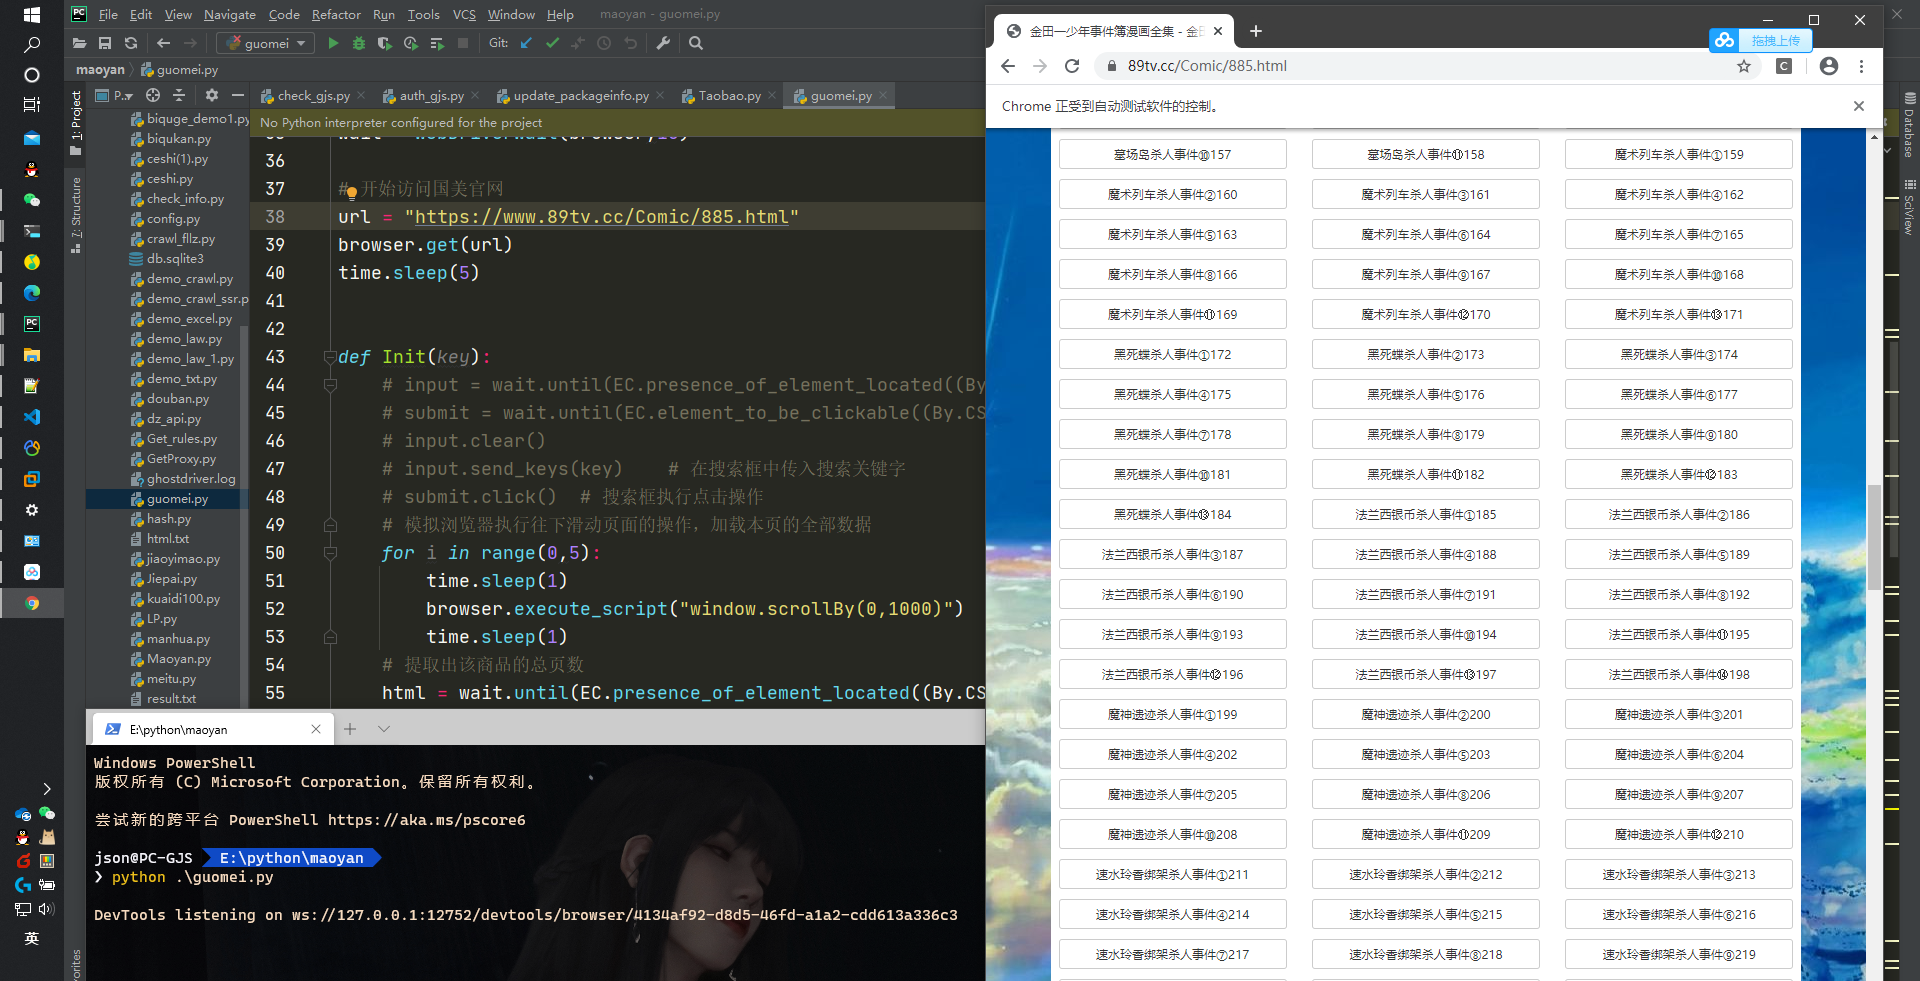 File Edit View Navigate Code Refactor Run Tools VCS Window Help maoyan - guomei.py
guomei Git:
maoyan guomei.py
P..
check_gjs.py auth_gjs.py update_packageinfo.py Taobao.py guomei.py
No Python interpreter configured for the project
1: Project
7: Structure
biquge_demo1.py
biqukan.py
ceshi(1).py
ceshi.py
check_info.py
config.py
crawl_fllz.py
db.sqlite3
demo_crawl.py
demo_crawl_ssr.p
demo_excel.py
demo_law.py
demo_law_1.py
demo_txt.py
douban.py
dz_api.py
Get_rules.py
GetProxy.py
ghostdriver.log
guomei.py
hash.py
html.txt
jiaoyimao.py
Jiepai.py
kuaidi100.py
LP.py
manhua.py
Maoyan.py
meitu.py
result.txt
36
37 # 开始访问国美官网
38 url = "https://www.89tv.cc/Comic/885.html"
39 browser.get(url)
40 time.sleep(5)
41
42
43 def Init(key):
44 # input = wait.until(EC.presence_of_element_located((By
45 # submit = wait.until(EC.element_to_be_clickable((By.CS
46 # input.clear()
47 # input.send_keys(key) # 在搜索框中传入搜索关键字
48 # submit.click() # 搜索框执行点击操作
49 # 模拟浏览器执行往下滑动页面的操作，加载本页的全部数据
50 for i in range(0,5):
51 time.sleep(1)
52 browser.execute_script("window.scrollBy(0,1000)")
53 time.sleep(1)
54 # 提取出该商品的总页数
55 html = wait.until(EC.presence_of_element_located((By.CS
E:\python\maoyan
Windows PowerShell
版权所有 (C) Microsoft Corporation。保留所有权利。
尝试新的跨平台 PowerShell https://aka.ms/pscore6
json@PC-GJS E:\python\maoyan
❯ python .\guomei.py
DevTools listening on ws://127.0.0.1:12752/devtools/browser/4134af92-d8d5-46fd-a1a2-cdd613a336c3
英
金田一少年事件簿漫画全集 - 金
拖拽上传
89tv.cc/Comic/885.html
Chrome 正受到自动测试软件的控制。
墓场岛杀人事件⑩157 墓场岛杀人事件⑪158 魔术列车杀人事件①159
魔术列车杀人事件②160 魔术列车杀人事件③161 魔术列车杀人事件④162
魔术列车杀人事件⑤163 魔术列车杀人事件⑥164 魔术列车杀人事件⑦165
魔术列车杀人事件⑧166 魔术列车杀人事件⑨167 魔术列车杀人事件⑩168
魔术列车杀人事件⑪169 魔术列车杀人事件⑫170 魔术列车杀人事件⑬171
黑死蝶杀人事件①172 黑死蝶杀人事件②173 黑死蝶杀人事件③174
黑死蝶杀人事件④175 黑死蝶杀人事件⑤176 黑死蝶杀人事件⑥177
黑死蝶杀人事件⑦178 黑死蝶杀人事件⑧179 黑死蝶杀人事件⑨180
黑死蝶杀人事件⑩181 黑死蝶杀人事件⑪182 黑死蝶杀人事件⑫183
黑死蝶杀人事件⑬184 法兰西银币杀人事件①185 法兰西银币杀人事件②186
法兰西银币杀人事件③187 法兰西银币杀人事件④188 法兰西银币杀人事件⑤189
法兰西银币杀人事件⑥190 法兰西银币杀人事件⑦191 法兰西银币杀人事件⑧192
法兰西银币杀人事件⑨193 法兰西银币杀人事件⑩194 法兰西银币杀人事件⑪195
法兰西银币杀人事件⑫196 法兰西银币杀人事件⑬197 法兰西银币杀人事件⑭198
魔神遗迹杀人事件①199 魔神遗迹杀人事件②200 魔神遗迹杀人事件③201
魔神遗迹杀人事件④202 魔神遗迹杀人事件⑤203 魔神遗迹杀人事件⑥204
魔神遗迹杀人事件⑦205 魔神遗迹杀人事件⑧206 魔神遗迹杀人事件⑨207
魔神遗迹杀人事件⑩208 魔神遗迹杀人事件⑪209 魔神遗迹杀人事件⑫210
速水玲香绑架杀人事件①211 速水玲香绑架杀人事件②212 速水玲香绑架杀人事件③213
速水玲香绑架杀人事件④214 速水玲香绑架杀人事件⑤215 速水玲香绑架杀人事件⑥216
速水玲香绑架杀人事件⑦217 速水玲香绑架杀人事件⑧218 速水玲香绑架杀人事件⑨219
Database
SciView